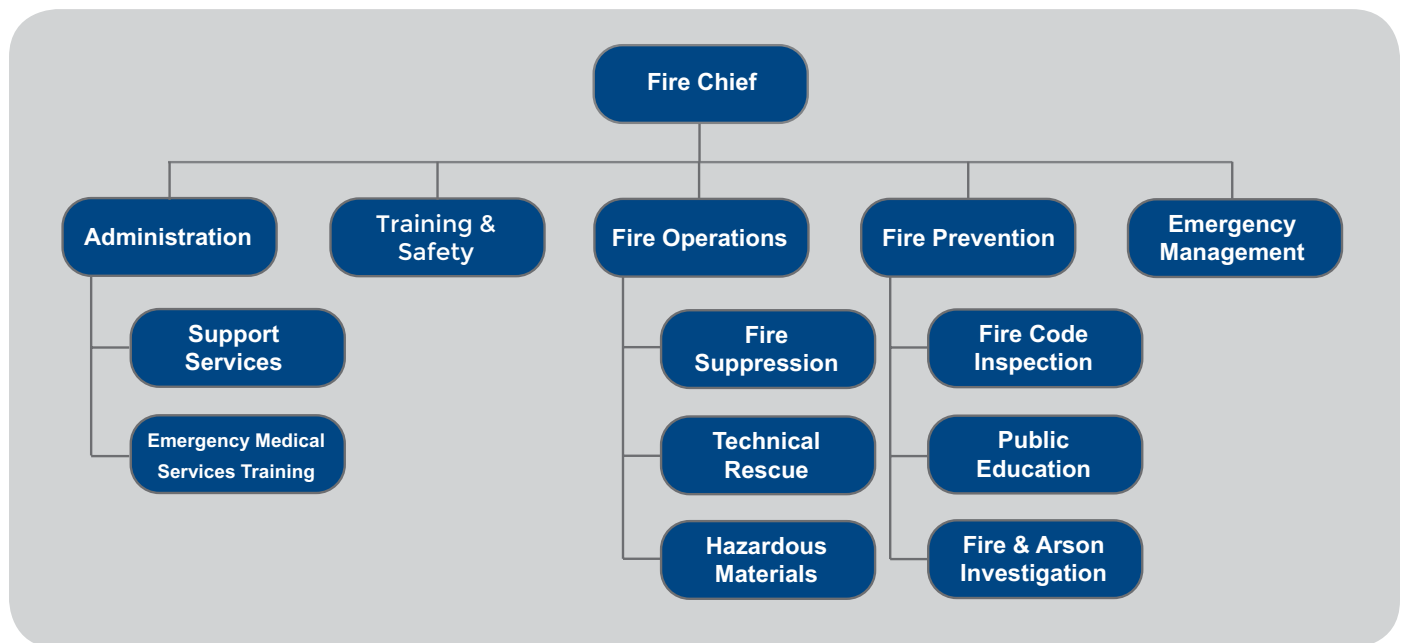 Fire Chief
Administration
Training &
Safety
Fire Operations
Fire Prevention
Emergency
Management
Support
Services
Emergency Medical
Services Training
Fire
Suppression
Technical
Rescue
Hazardous
Materials
Fire Code
Inspection
Public
Education
Fire & Arson
Investigation